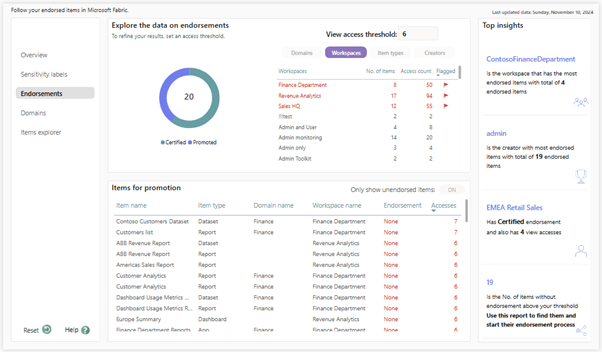 Follow your endorsed items in Microsoft Fabric.
Last updated date: Sunday, November 10, 2024
Overview
Sensitivity labels
Endorsements
Domains
Items explorer
Reset
Help
Explore the data on endorsements
To refine your results, set an access threshold.
View access threshold: 6
Domains Workspaces Item types Creators
20
Certified Promoted
Workspaces No. of items Access count Flagged
Finance Department 8 50
Revenue Analytics 17 94
Sales HQ 12 55
2 2
Admin and User 4 8
Admin monitoring 14 20
Admin only 3 4
Admin Toolkit 2 2
Items for promotion
Only show unendorsed items: ON
Item name Item type Domain name Workspace name Endorsement Accesses
Contoso Customers Dataset Dataset Finance Finance Department None 7
Customers list Report Finance Finance Department None 7
ABB Revenue Report Dataset Revenue Analytics None 6
ABB Revenue Report Report Revenue Analytics None 6
Americas Sales Report Report Revenue Analytics None 6
Customer Analytics Report Finance Finance Department None 6
Customer Analytics Dataset Finance Finance Department None 6
Dashboard Usage Metrics ... Dataset Finance Finance Department None 6
Dashboard Usage Metrics R... Report Finance Finance Department None 6
Europe Summary Dashboard Revenue Analytics None 6
Finance Department Reports App Finance Finance Department None 6
Top insights
ContosoFinanceDepartment
Is the workspace that has the most
endorsed items with total of 4
endorsed items
admin
Is the creator with most endorsed
items with total of 19 endorsed
items
EMEA Retail Sales
Has Certified endorsement
and also has 4 view accesses
19
Is the No. of items without
endorsement above your threshold
Use this report to find them and
start their endorsement process